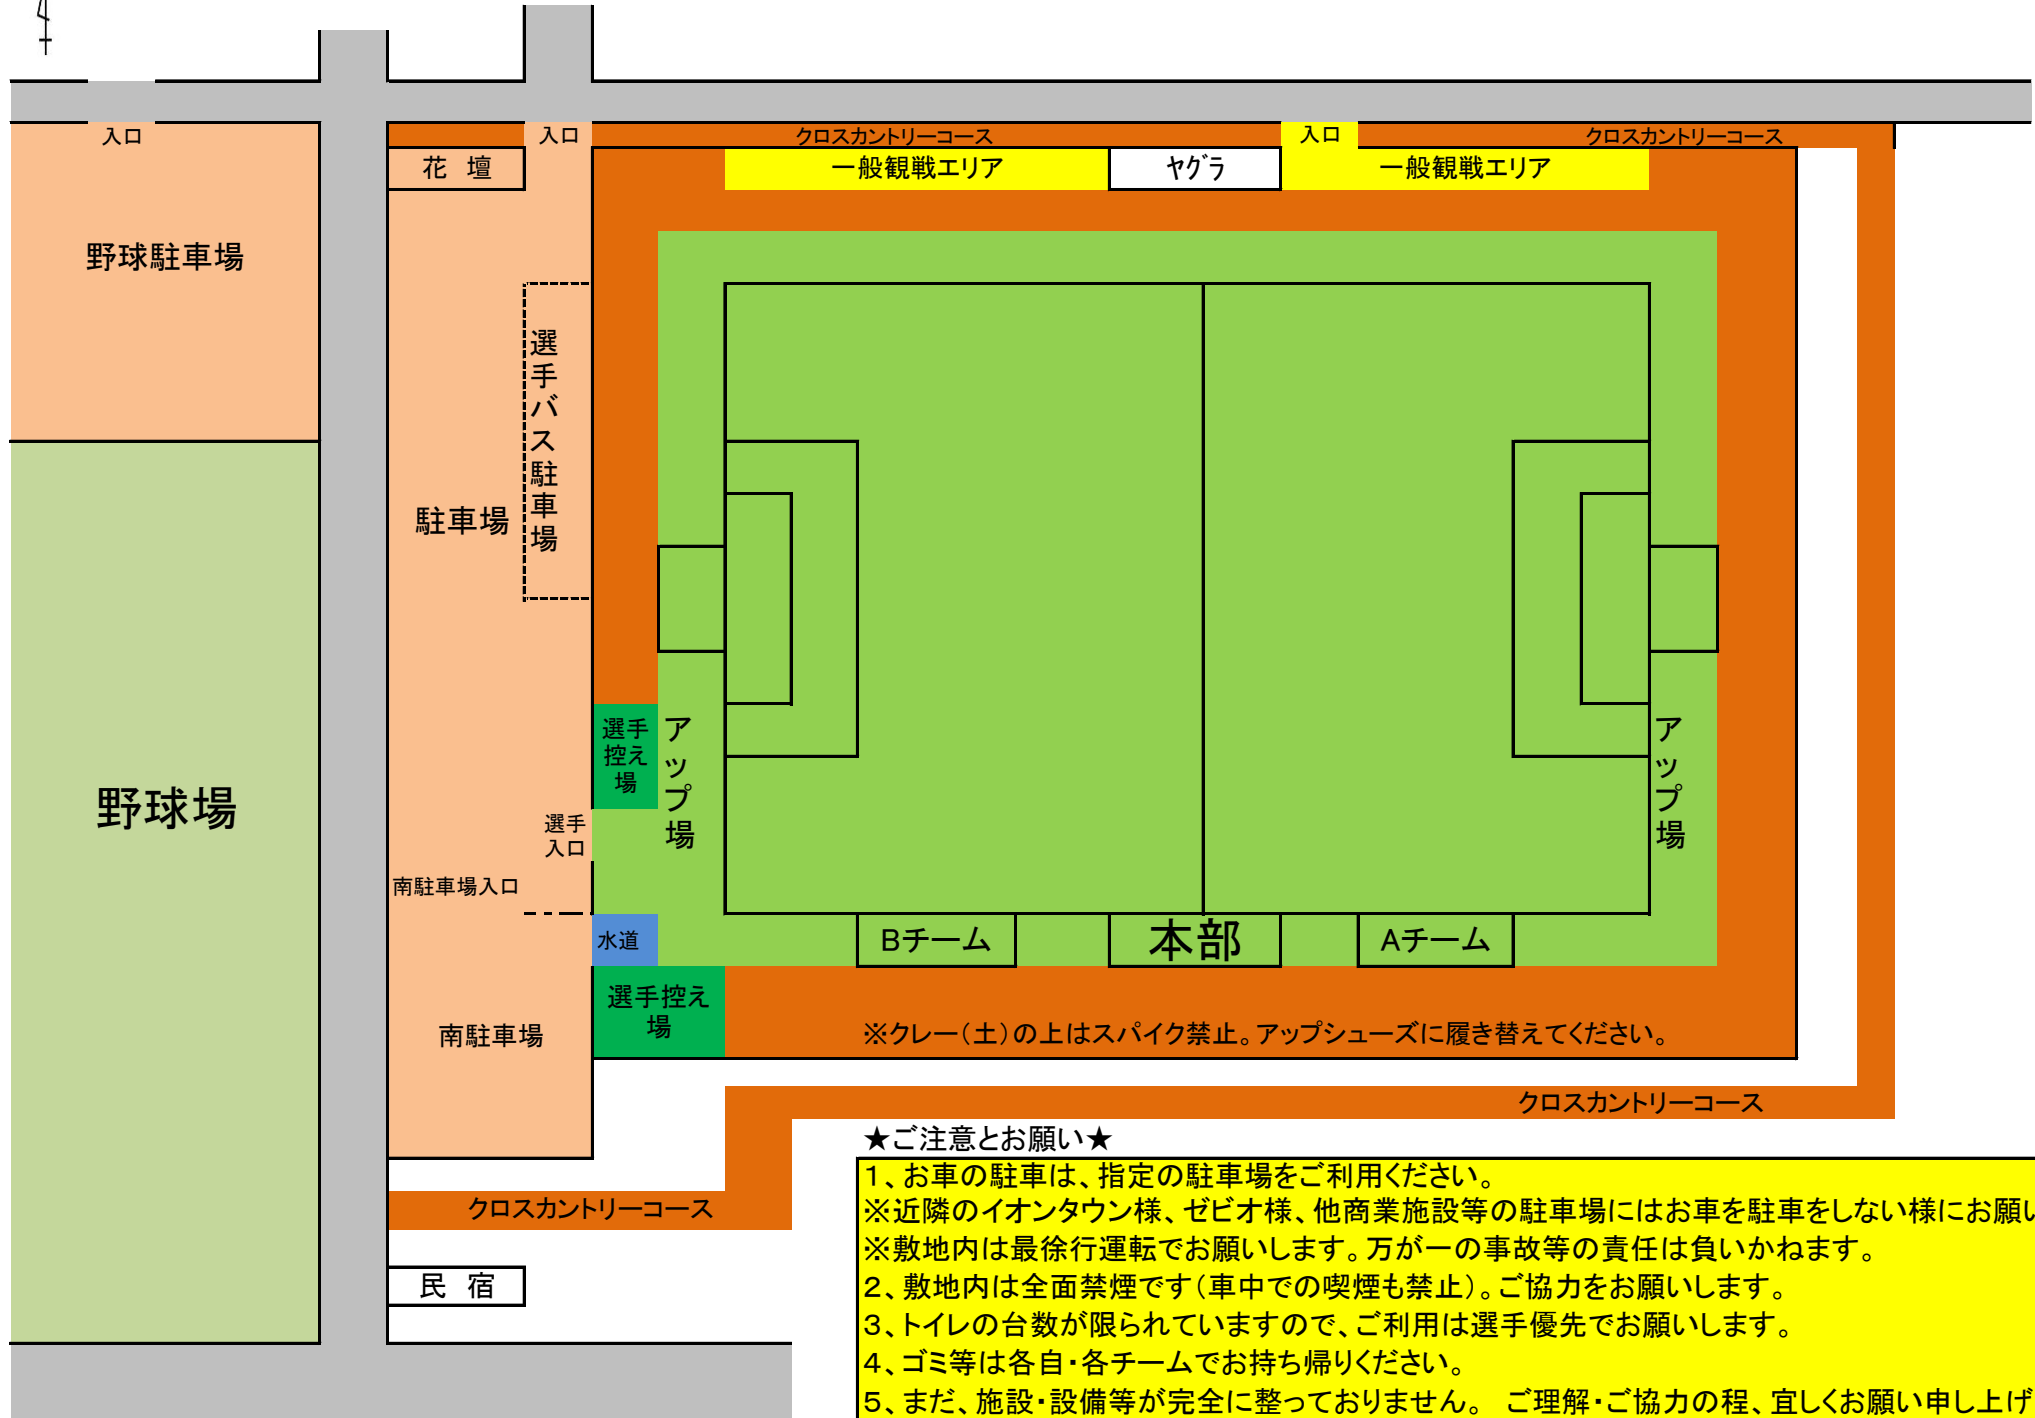 入口
入口
クロスカントリーコース
入口
クロスカントリーコース
花 壇
一般観戦エリア
ヤグラ
一般観戦エリア
野球駐車場
選手バス駐車場
駐車場
選手
控え
場
アップ場
アップ場
野球場
選手
入口
南駐車場入口
水道
Bチーム
本部
Aチーム
選手控え
場
南駐車場
※クレー(土)の上はスパイク禁止。アップシューズに履き替えてください。
クロスカントリーコース
★ご注意とお願い★
1、お車の駐車は、指定の駐車場をご利用ください。
※近隣のイオンタウン様、ゼビオ様、他商業施設等の駐車場にはお車を駐車をしない様にお願い
クロスカントリーコース
※敷地内は最徐行運転でお願いします。万が一の事故等の責任は負いかねます。
民 宿
2、敷地内は全面禁煙です(車中での喫煙も禁止)。ご協力をお願いします。
3、トイレの台数が限られていますので、ご利用は選手優先でお願いします。
4、ゴミ等は各自・各チームでお持ち帰りください。
5、まだ、施設・設備等が完全に整っておりません。 ご理解・ご協力の程、宜しくお願い申し上げ